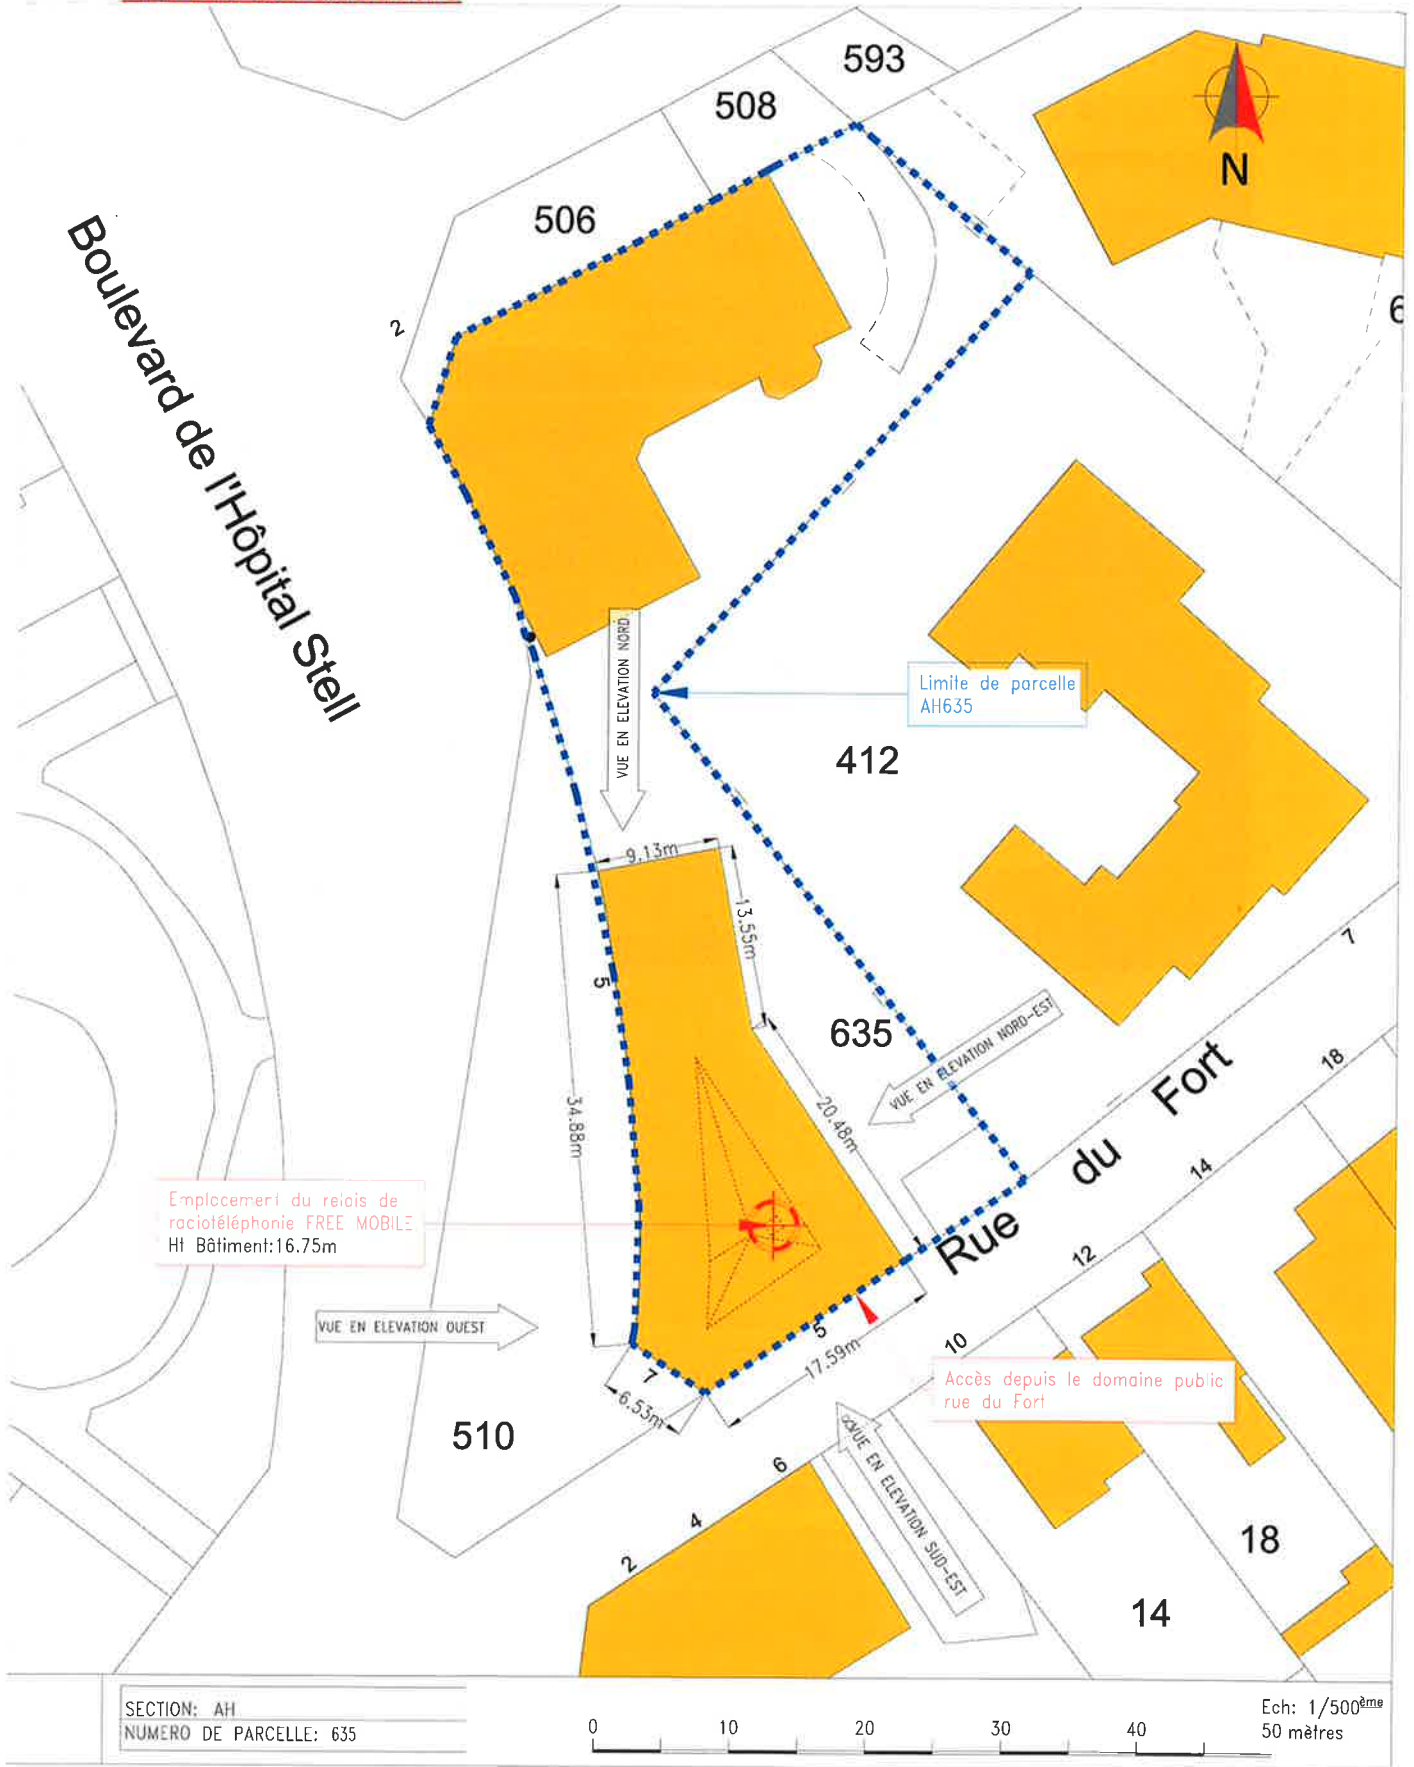 593
508
N
506
Boulevard de l'Hôpital Stell
2
6
VUE EN ELEVATION NORD
Limite de parcelle
AH635
412
9.13m
13.55m
7
5
635
VUE EN ELEVATION NORD-EST
18
Rue du Fort
34.88m
20.48m
14
Emplacement du relais de
raciotéléphonie FREE MOBILE
Ht Bâtiment:16.75m
12
VUE EN ELEVATION OUEST
5
10
17.59m
7
6.53m
Accès depuis le domaine public
rue du Fort
510
VUE EN ELEVATION SUD-EST
6
4
2
18
14
SECTION: AH
NUMERO DE PARCELLE: 635
0 10 20 30 40
Ech: 1/500ème
50 mètres